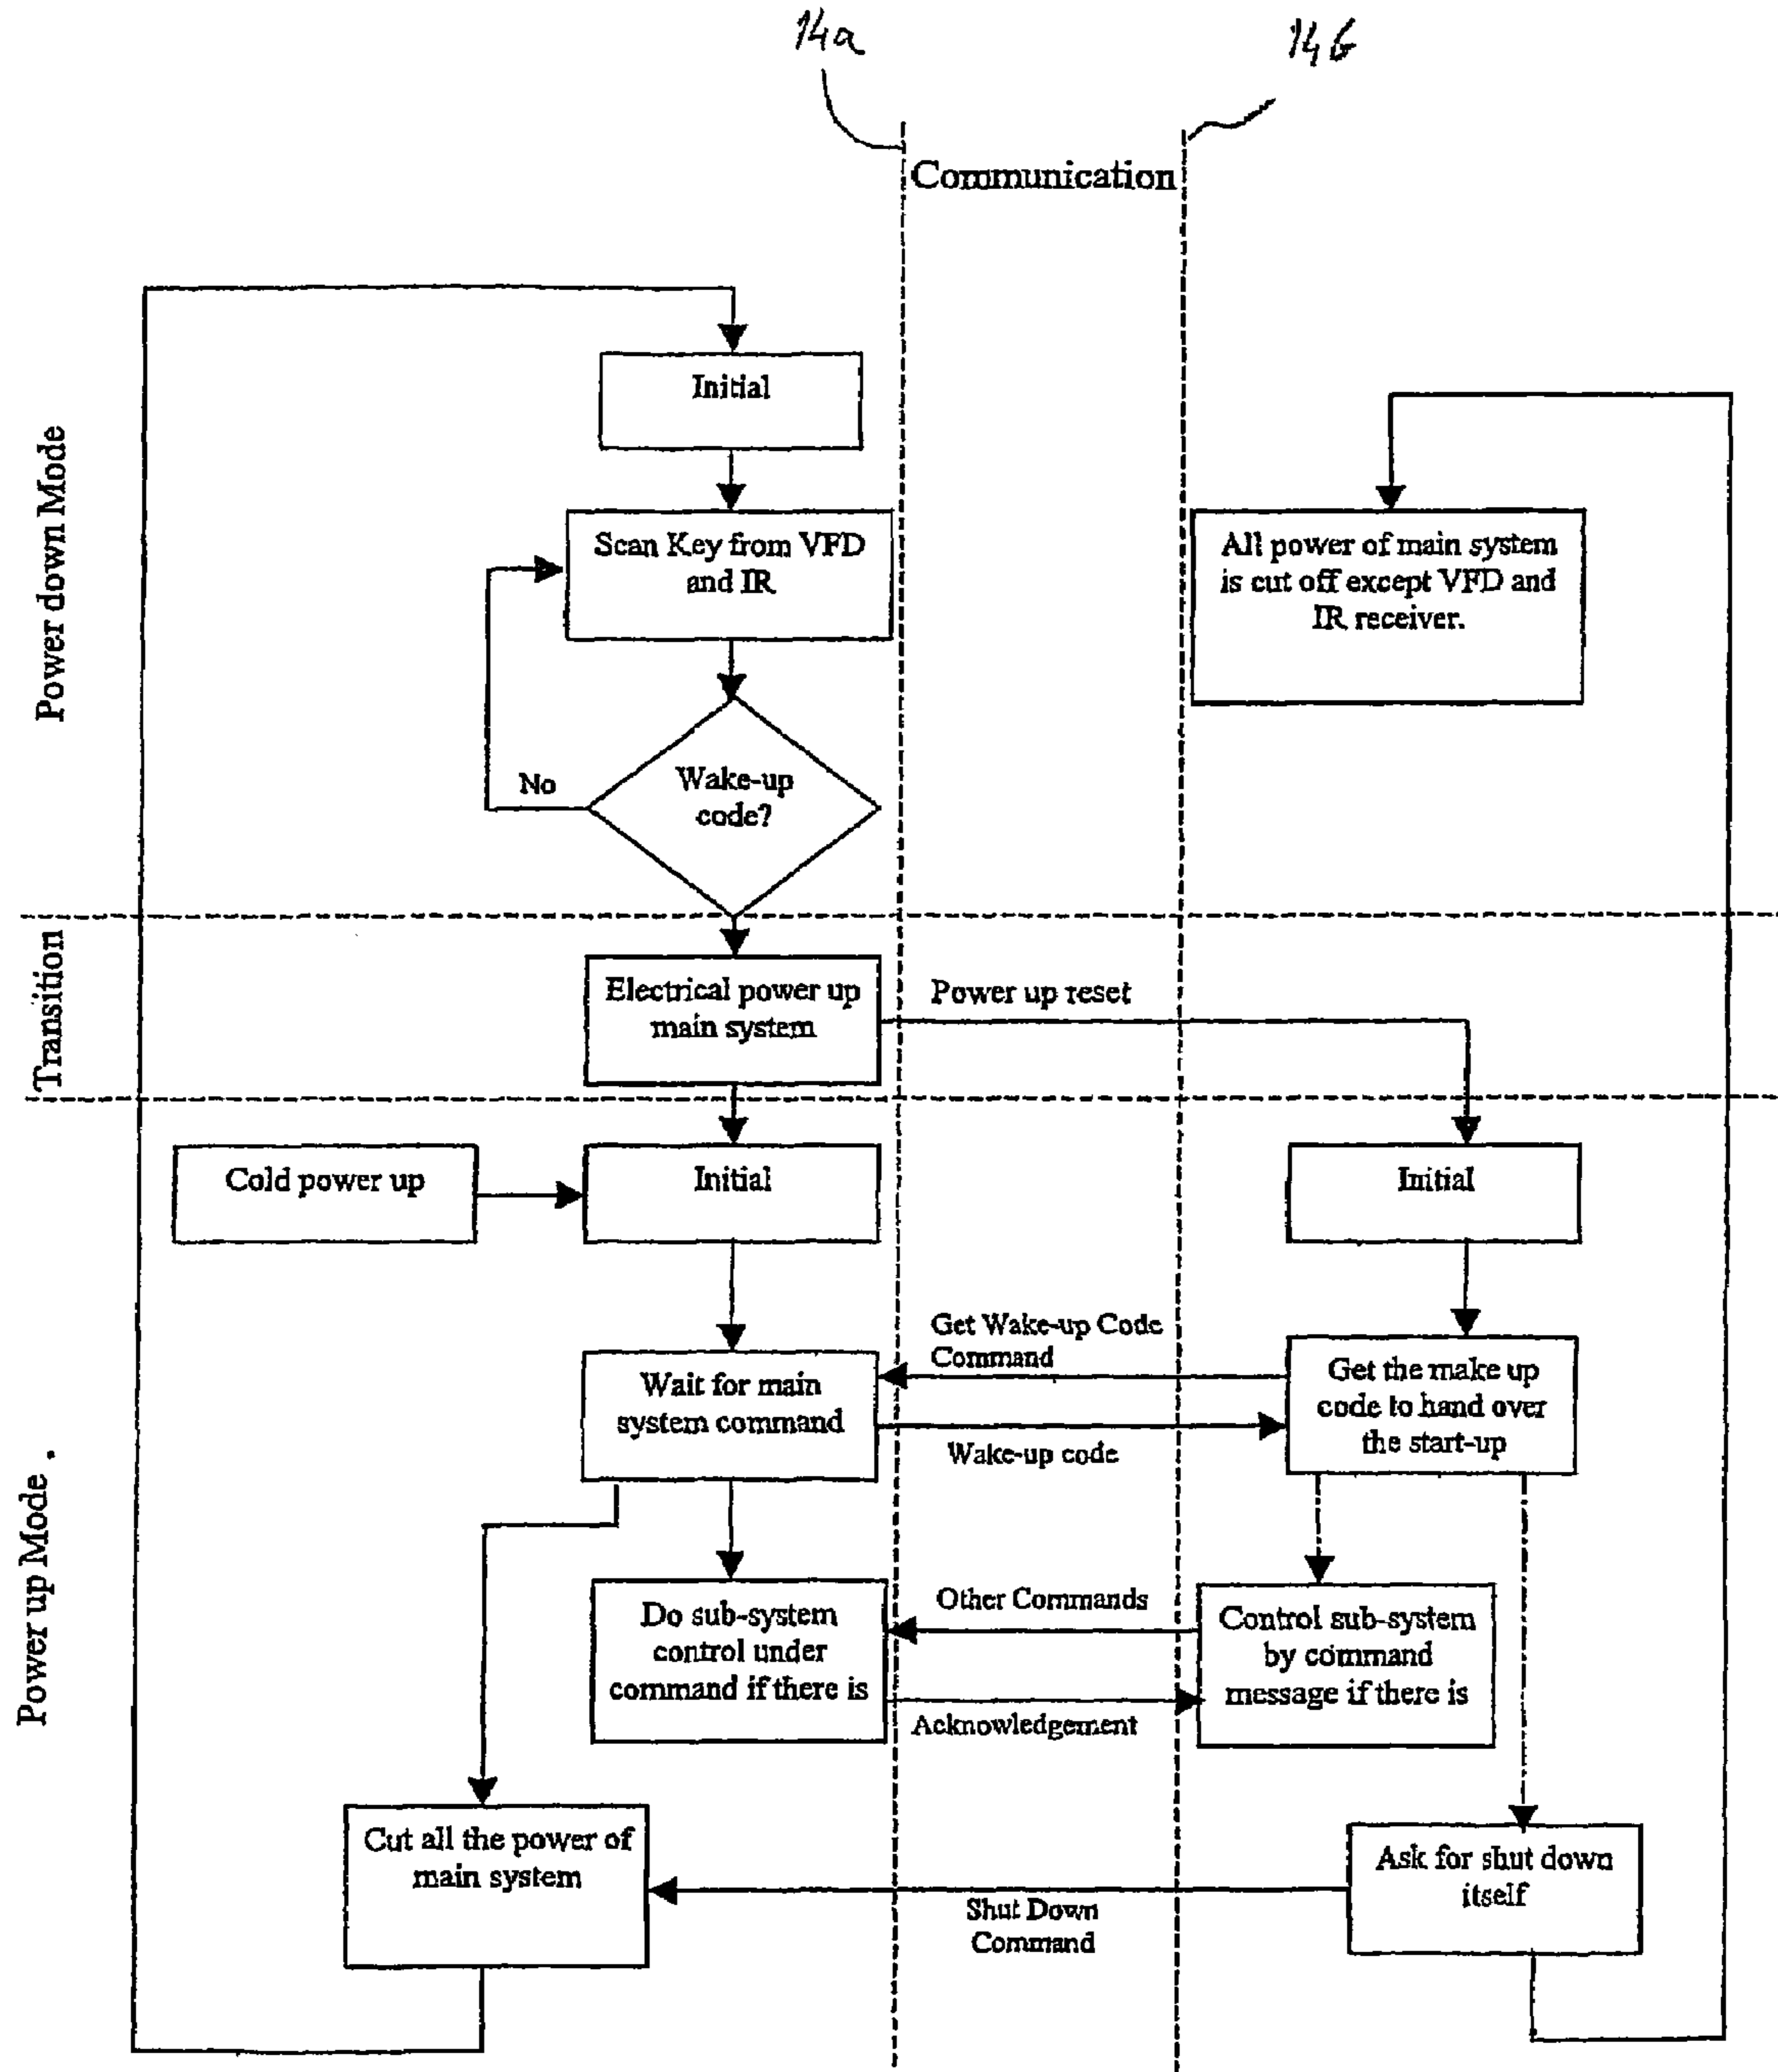 14a
14b
Communication
Power down Mode
Initial
Scan Key from VFD
and IR
All power of main system
is cut off except VFD and
IR receiver.
No
Wake-up
code?
Transition
Electrical power up
main system
Power up reset
Power up Mode
Cold power up
Initial
Initial
Get Wake-up Code
Command
Wait for main
system command
Get the make up
code to hand over
the start-up
Wake-up code
Do sub-system
control under
command if there is
Other Commands
Control sub-system
by command
message if there is
Acknowledgement
Cut all the power of
main system
Ask for shut down
itself
Shut Down
Command